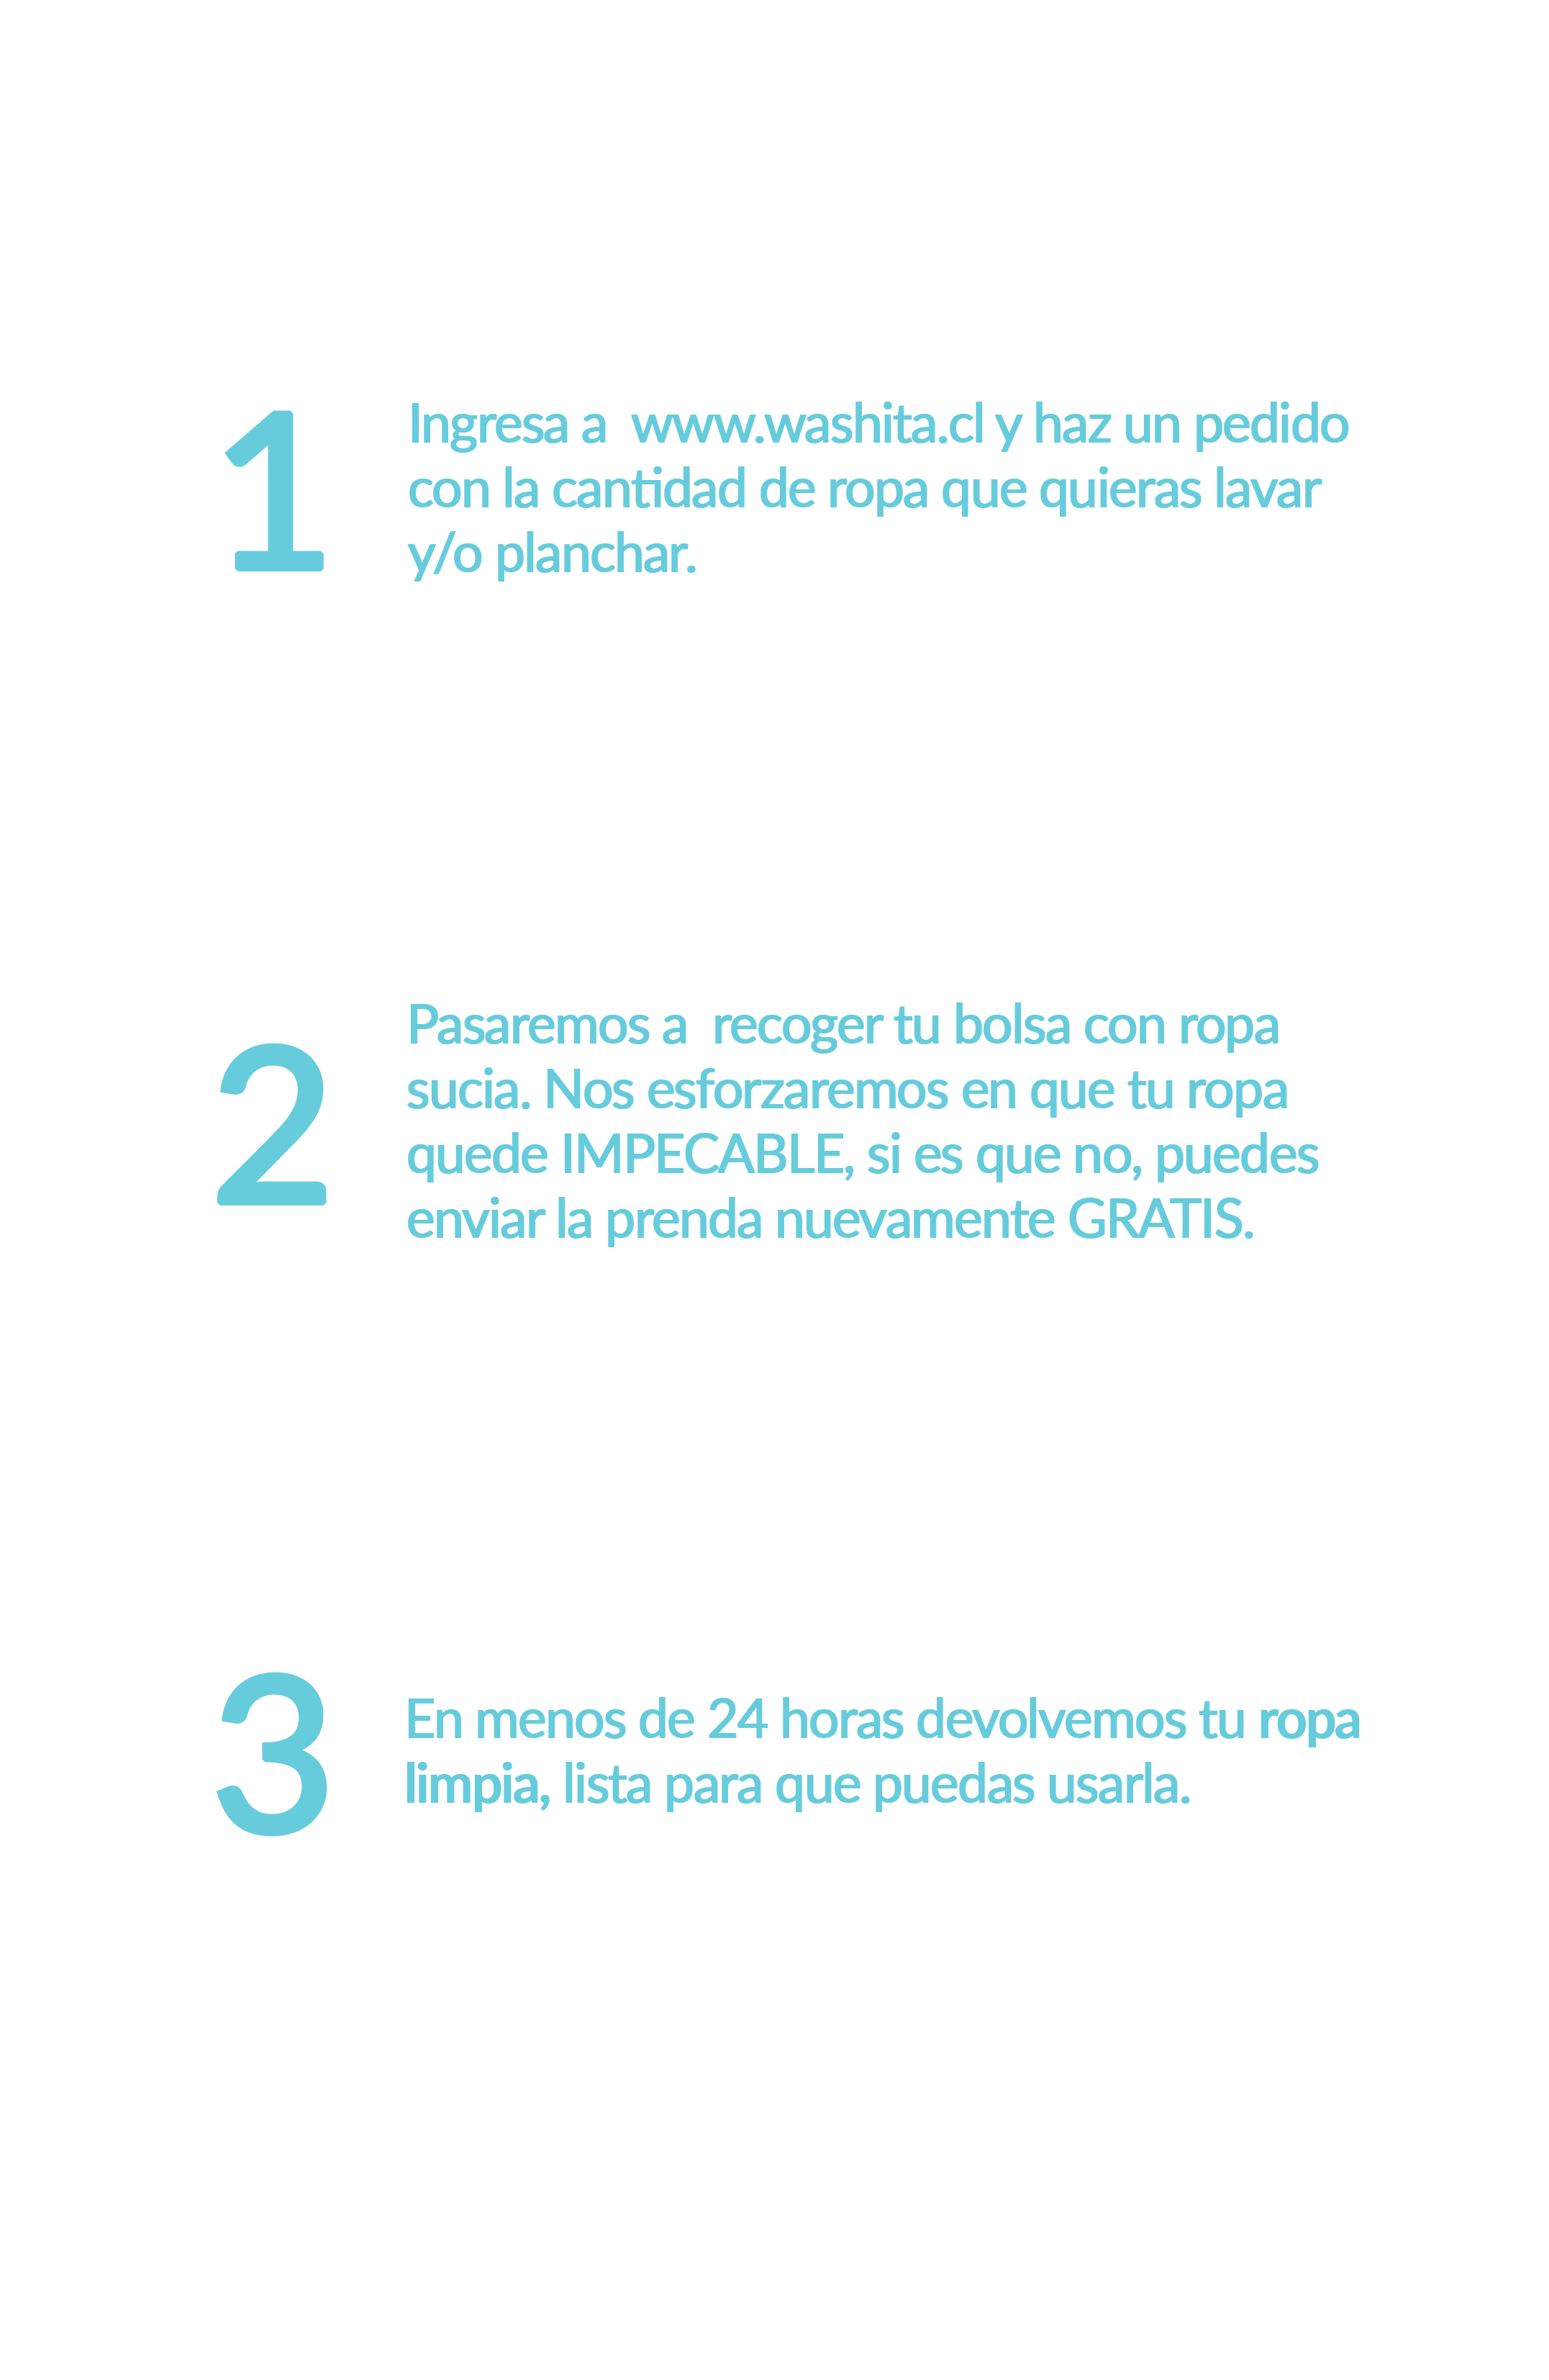 1
Ingresa a www.washita.cl y haz un pedido
con la cantidad de ropa que quieras lavar
y/o planchar.
2
Pasaremos a recoger tu bolsa con ropa
sucia. Nos esforzaremos en que tu ropa
quede IMPECABLE, si es que no, puedes
enviar la prenda nuevamente GRATIS.
3
En menos de 24 horas devolvemos tu ropa
limpia, lista para que puedas usarla.